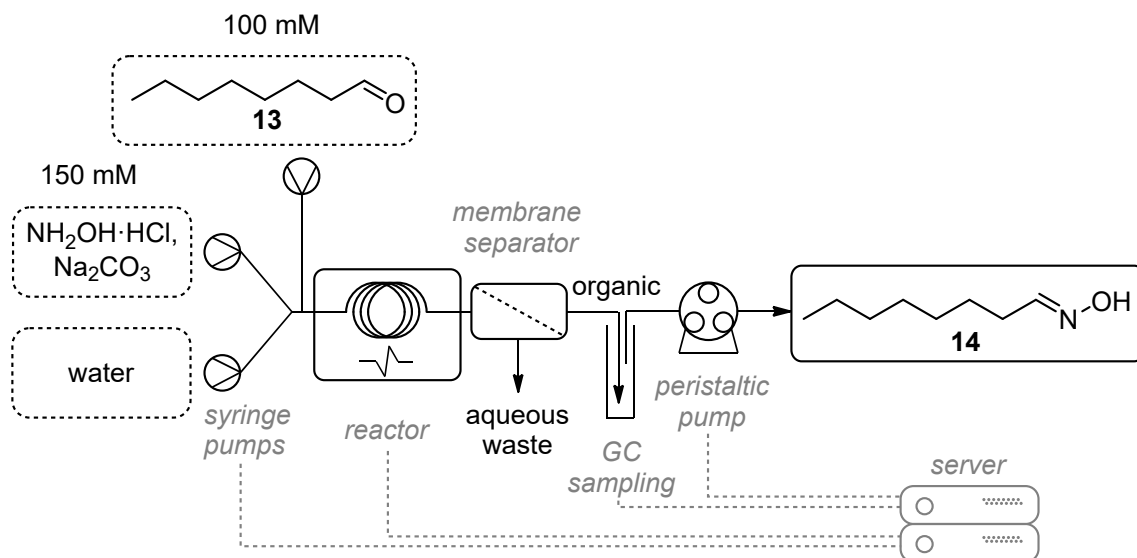 100 mM
O
13
150 mM
NH₂OH·HCl,
Na₂CO₃
water
syringe
pumps
reactor
membrane
separator
organic
aqueous
waste
GC
sampling
peristaltic
pump
OH
N
14
server